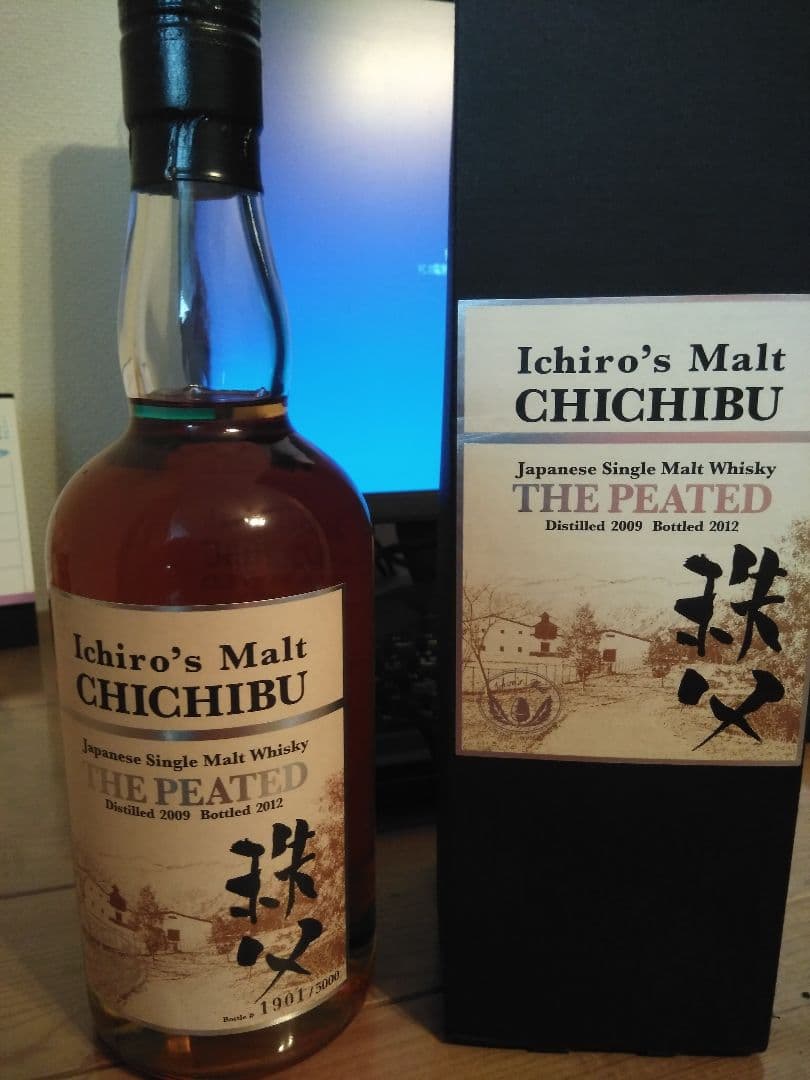 Ichiro's Malt
CHICHIBU
Japanese Single Malt Whisky
THE PEATED
Distilled 2009 Bottled 2012
秩父
Bottle # 1901/5000
Ichiro's Malt
CHICHIBU
Japanese Single Malt Whisky
THE PEATED
Distilled 2009 Bottled 2012
秩父